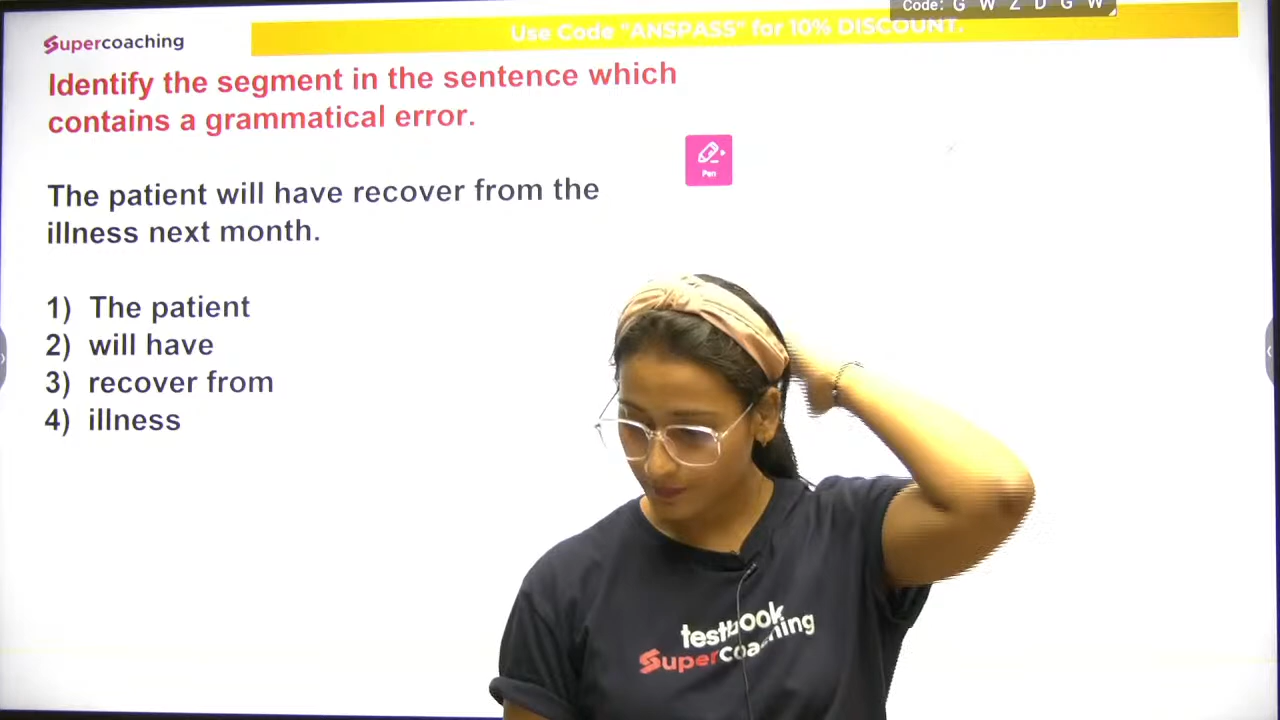 Code: G W Z D G W
Supercoaching
Use Code "ANSPASS" for 10% DISCOUNT.
Identify the segment in the sentence which
contains a grammatical error.
Pen
The patient will have recover from the
illness next month.
1) The patient
2) will have
3) recover from
4) illness
testbook
Supercoaching